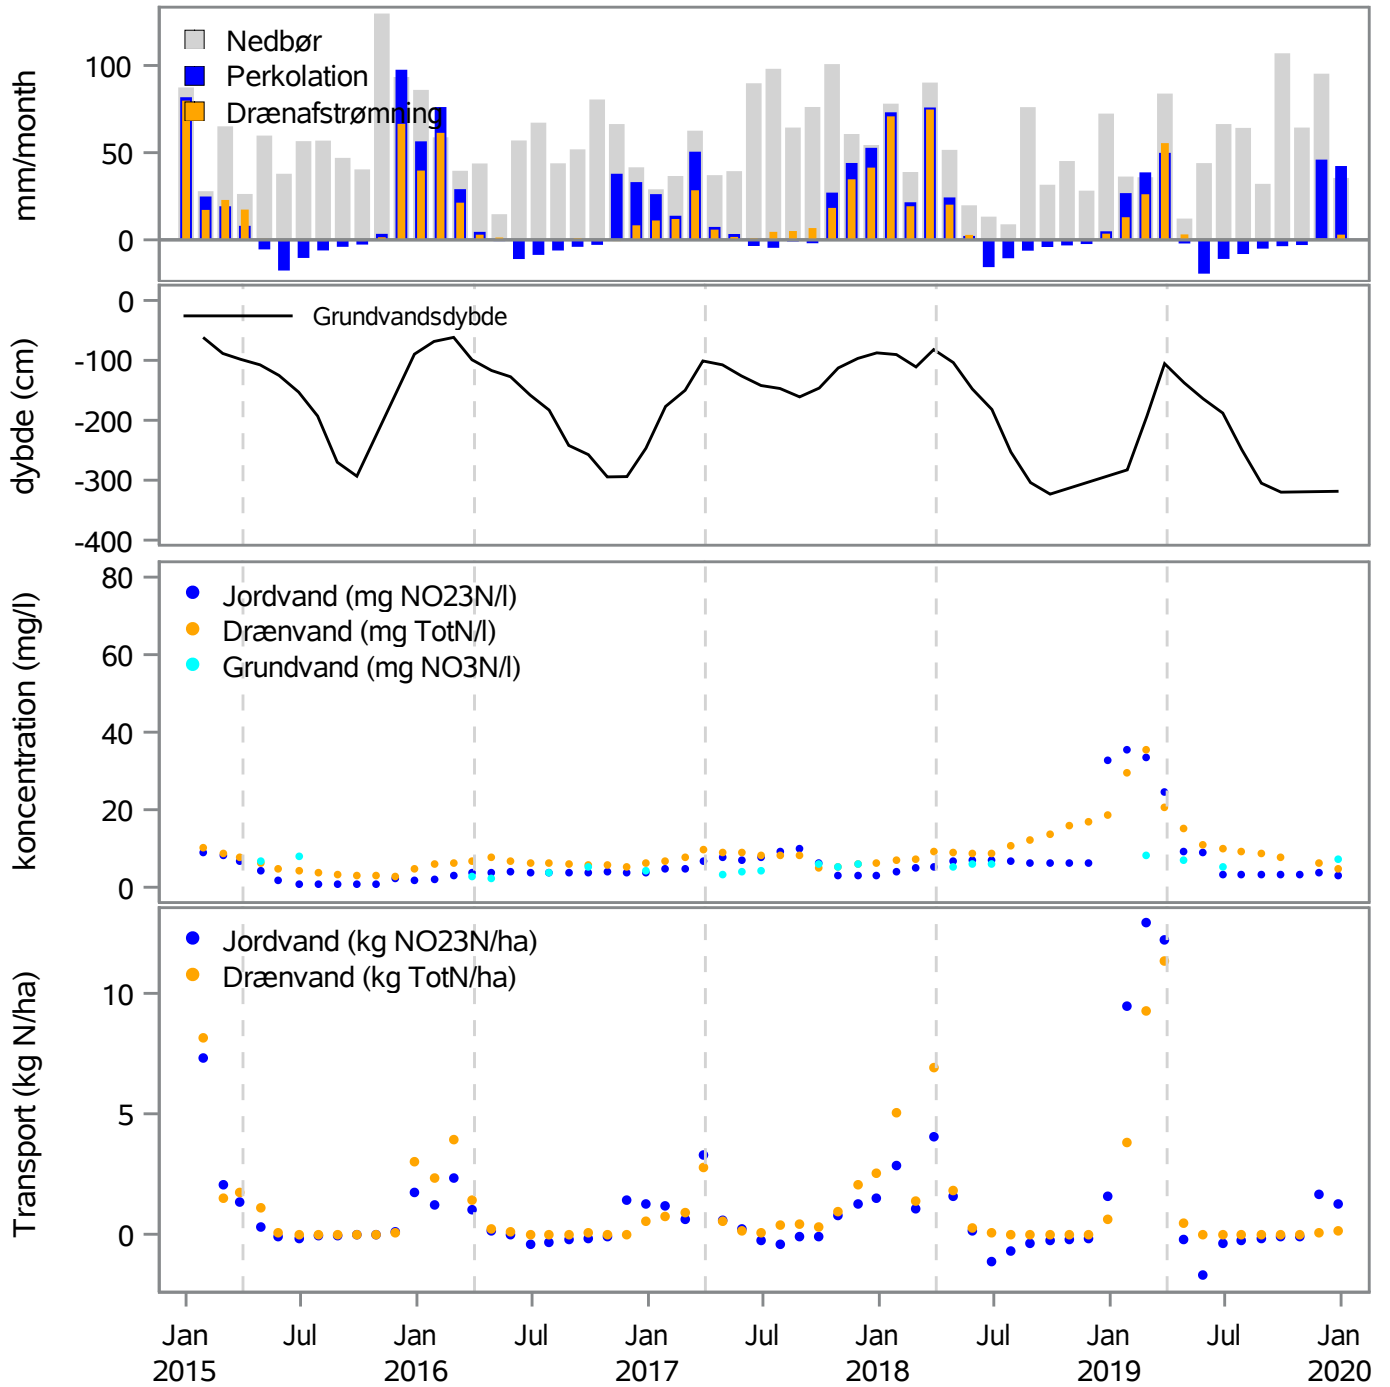 Nedbør
Perkolation
Drænafstrømning
mm/month
100
50
0
Grundvandsdybde
dybde (cm)
0
-100
-200
-300
-400
Jordvand (mg NO23N/l)
Drænvand (mg TotN/l)
Grundvand (mg NO3N/l)
koncentration (mg/l)
80
60
40
20
0
Jordvand (kg NO23N/ha)
Drænvand (kg TotN/ha)
Transport (kg N/ha)
10
5
0
Jan Jul Jan Jul Jan Jul Jan Jul Jan Jul Jan
2015 2016 2017 2018 2019 2020